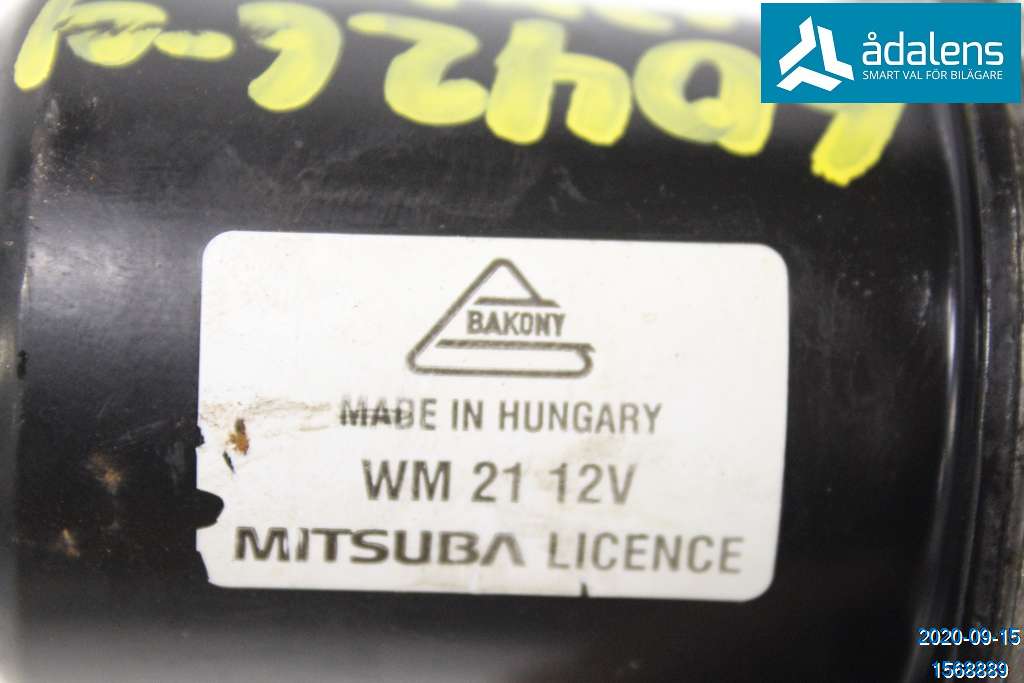 ådalens
SMART VAL FÖR BILÄGARE
BAKONY
MADE IN HUNGARY
WM 21 12V
MITSUBA LICENCE
2020-09-15
1568889